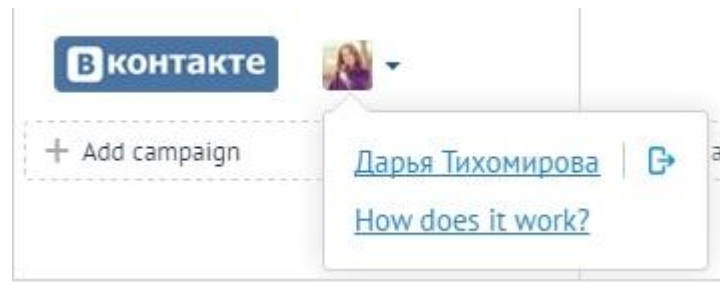 Вконтакте
+ Add campaign
Дарья Тихомирова
How does it work?